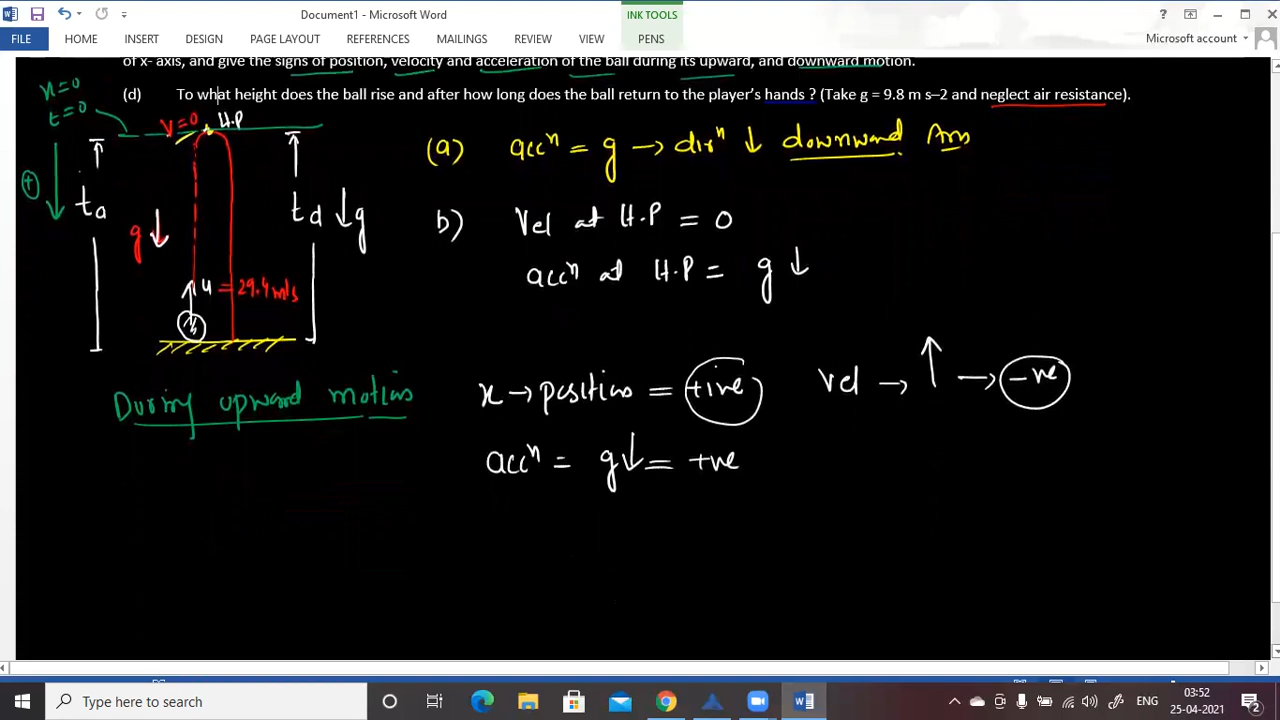 Document1 - Microsoft Word
INK TOOLS
FILE HOME INSERT DESIGN PAGE LAYOUT REFERENCES MAILINGS REVIEW VIEW PENS
Microsoft account
of x- axis, and give the signs of position, velocity and acceleration of the ball during its upward, and downward motion.
(d) To what height does the ball rise and after how long does the ball return to the player's hands ? (Take g = 9.8 m s–2 and neglect air resistance).
x=0
t=0
V=0 H.P
+
ta
g↓
td ↓g
u = 29.4m/s
(a) accⁿ = g → dirⁿ ↓ downward Ans
b) Vel at H.P = 0
accⁿ at H.P = g ↓
During upward motion
x → position = +ive vel → ↑ → -ve
accⁿ = g↓ = +ve
Type here to search
ENG
03:52
25-04-2021
2